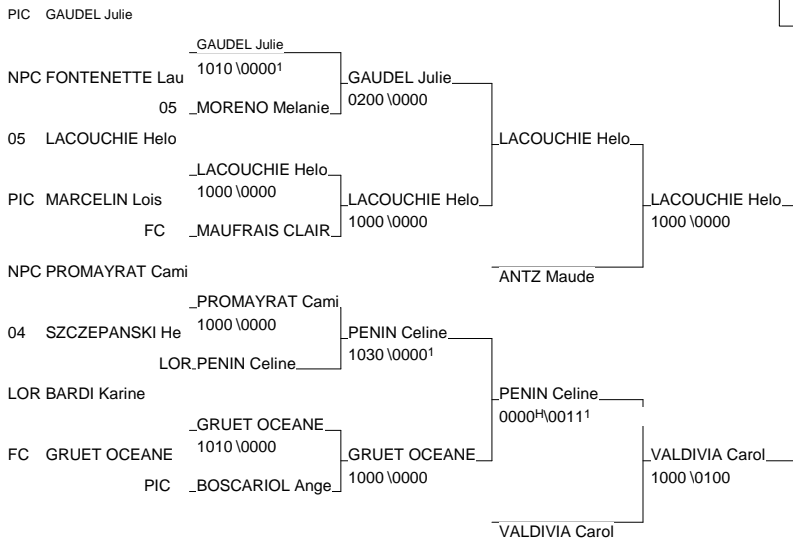 PIC GAUDEL Julie
GAUDEL Julie
NPC FONTENETTE Lau 1010 \0000¹ GAUDEL Julie
05 MORENO Melanie 0200 \0000
05 LACOUCHIE Helo LACOUCHIE Helo
LACOUCHIE Helo
PIC MARCELIN Lois 1000 \0000 LACOUCHIE Helo LACOUCHIE Helo
FC MAUFRAIS CLAIR 1000 \0000 1000 \0000
NPC PROMAYRAT Cami ANTZ Maude
PROMAYRAT Cami
04 SZCZEPANSKI He 1000 \0000 PENIN Celine
LOR PENIN Celine 1030 \0000¹
LOR BARDI Karine PENIN Celine
GRUET OCEANE 0000ᴴ\0011¹
FC GRUET OCEANE 1010 \0000 GRUET OCEANE VALDIVIA Carol
PIC BOSCARIOL Ange 1000 \0000 1000 \0100
VALDIVIA Carol